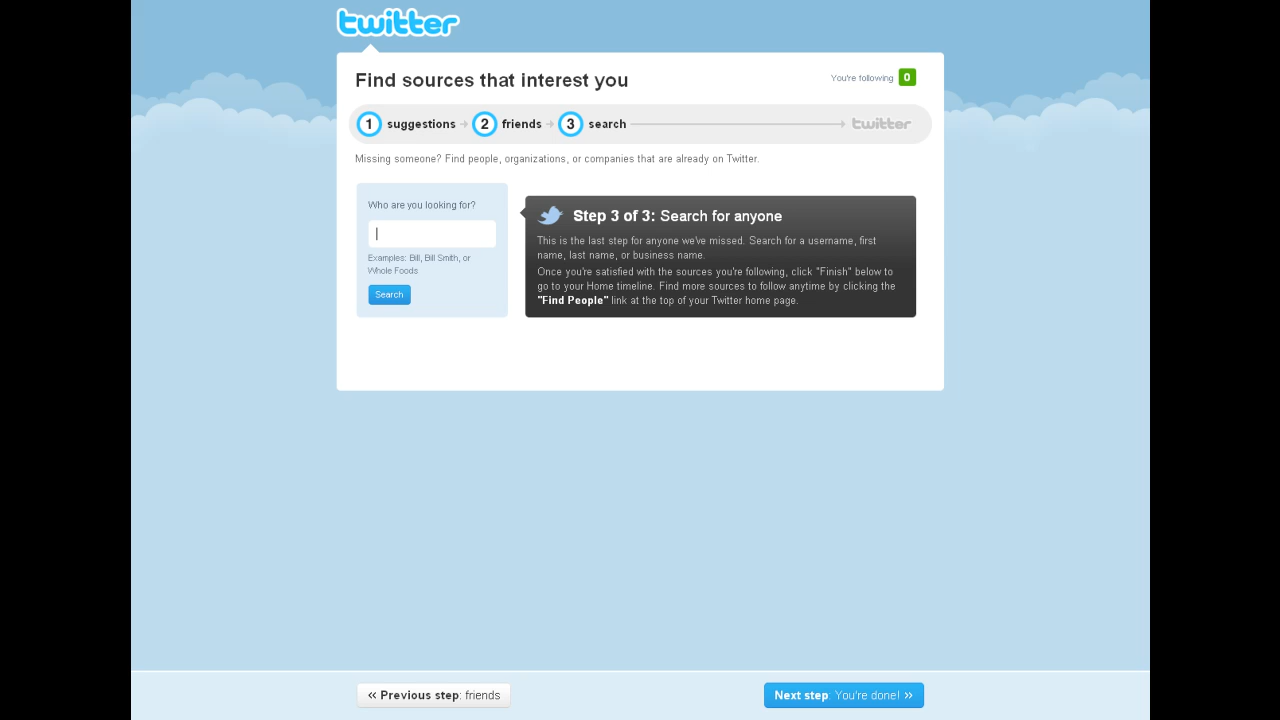 twitter
Find sources that interest you
You're following 0
1 suggestions 2 friends 3 search twitter
Missing someone? Find people, organizations, or companies that are already on Twitter.
Who are you looking for?
Examples: Bill, Bill Smith, or
Whole Foods
Search
Step 3 of 3: Search for anyone
This is the last step for anyone we've missed. Search for a username, first
name, last name, or business name.
Once you're satisfied with the sources you're following, click "Finish" below to
go to your Home timeline. Find more sources to follow anytime by clicking the
"Find People" link at the top of your Twitter home page.
« Previous step: friends
Next step: You're done! »